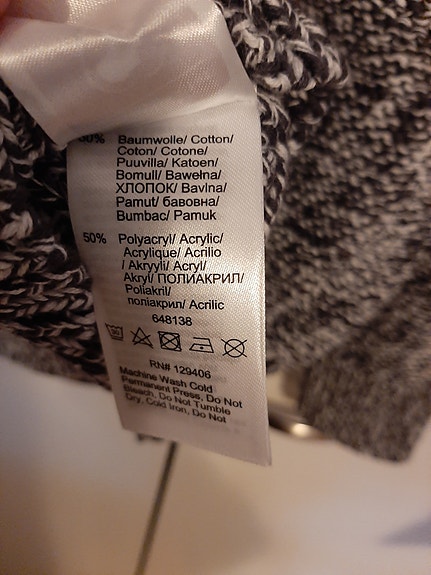 50% Baumwolle/ Cotton/
Coton/ Cotone/
Puuvilla/ Katoen/
Bomull/ Bawełna/
ХЛОПОК/ Bavlna/
Pamut/ бавовна/
Bumbac/ Pamuk
50% Polyacryl/ Acrylic/
Acrylique/ Acrilio
/ Akryyli/ Acryl/
Akryl/ ПОЛИАКРИЛ/
Poliakril/
поліакрил/ Acrilic
648138
RN# 129406
Machine Wash Cold
Permanent Press, Do Not
Bleach, Do Not Tumble
Dry, Cold Iron, Do Not